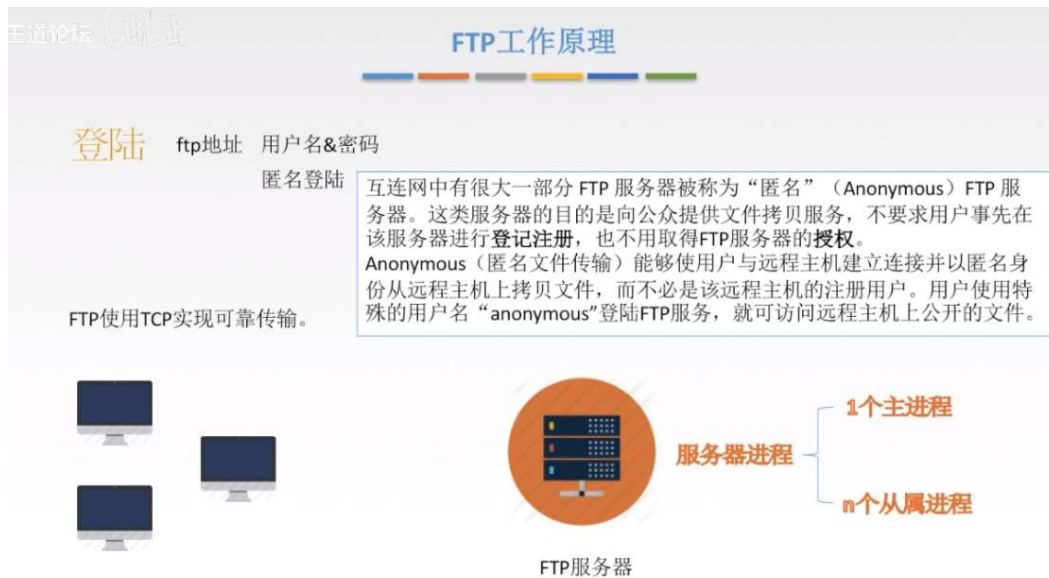 王道论坛
FTP工作原理
登陆 ftp地址 用户名&密码
匿名登陆
互连网中有很大一部分 FTP 服务器被称为“匿名”（Anonymous）FTP 服
务器。这类服务器的目的是向公众提供文件拷贝服务，不要求用户事先在
该服务器进行登记注册，也不用取得FTP服务器的授权。
Anonymous（匿名文件传输）能够使用户与远程主机建立连接并以匿名身
份从远程主机上拷贝文件，而不必是该远程主机的注册用户。用户使用特
殊的用户名“anonymous”登陆FTP服务，就可访问远程主机上公开的文件。
FTP使用TCP实现可靠传输。
1个主进程
服务器进程
n个从属进程
FTP服务器